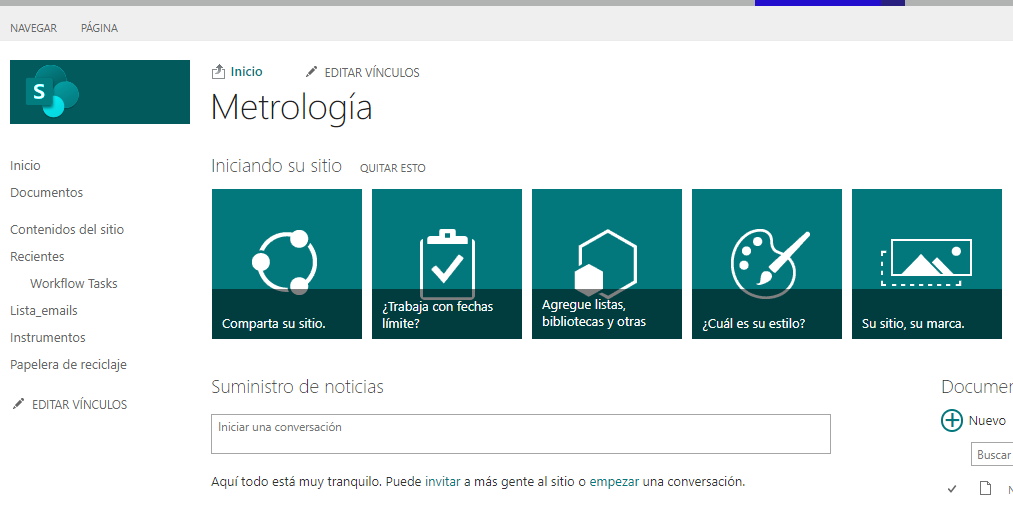 NAVEGAR PÁGINA
S
Inicio EDITAR VÍNCULOS
Metrología
Inicio
Documentos
Contenidos del sitio
Recientes
Workflow Tasks
Lista_emails
Instrumentos
Papelera de reciclaje
EDITAR VÍNCULOS
Iniciando su sitio QUITAR ESTO
Comparta su sitio.
¿Trabaja con fechas
límite?
Agregue listas,
bibliotecas y otras
¿Cuál es su estilo?
Su sitio, su marca.
Suministro de noticias
Iniciar una conversación
Aquí todo está muy tranquilo. Puede invitar a más gente al sitio o empezar una conversación.
Nuevo
Buscar